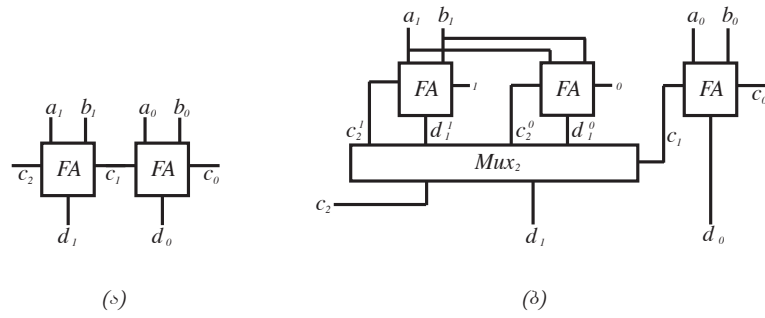 a₁ b₁ a₀ b₀
FA FA
c₂ c₁ c₀
d₁ d₀
(ა)
a₁ b₁ a₀ b₀
FA 1 FA 0 FA
c₀
c₂¹ d₁¹ c₂⁰ d₁⁰ c₁
Mux₂
c₂
d₁ d₀
(ბ)